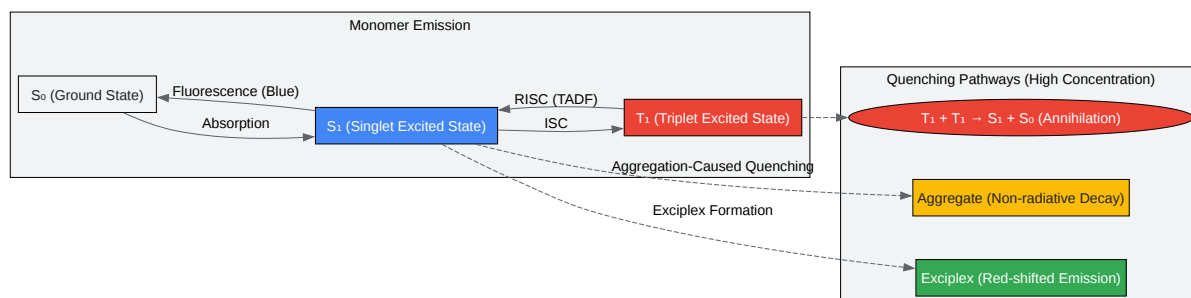 Monomer Emission
S₀ (Ground State)
Fluorescence (Blue)
Absorption
S₁ (Singlet Excited State)
RISC (TADF)
ISC
T₁ (Triplet Excited State)
Aggregation-Caused Quenching
Exciplex Formation
Quenching Pathways (High Concentration)
T₁ + T₁ → S₁ + S₀ (Annihilation)
Aggregate (Non-radiative Decay)
Exciplex (Red-shifted Emission)